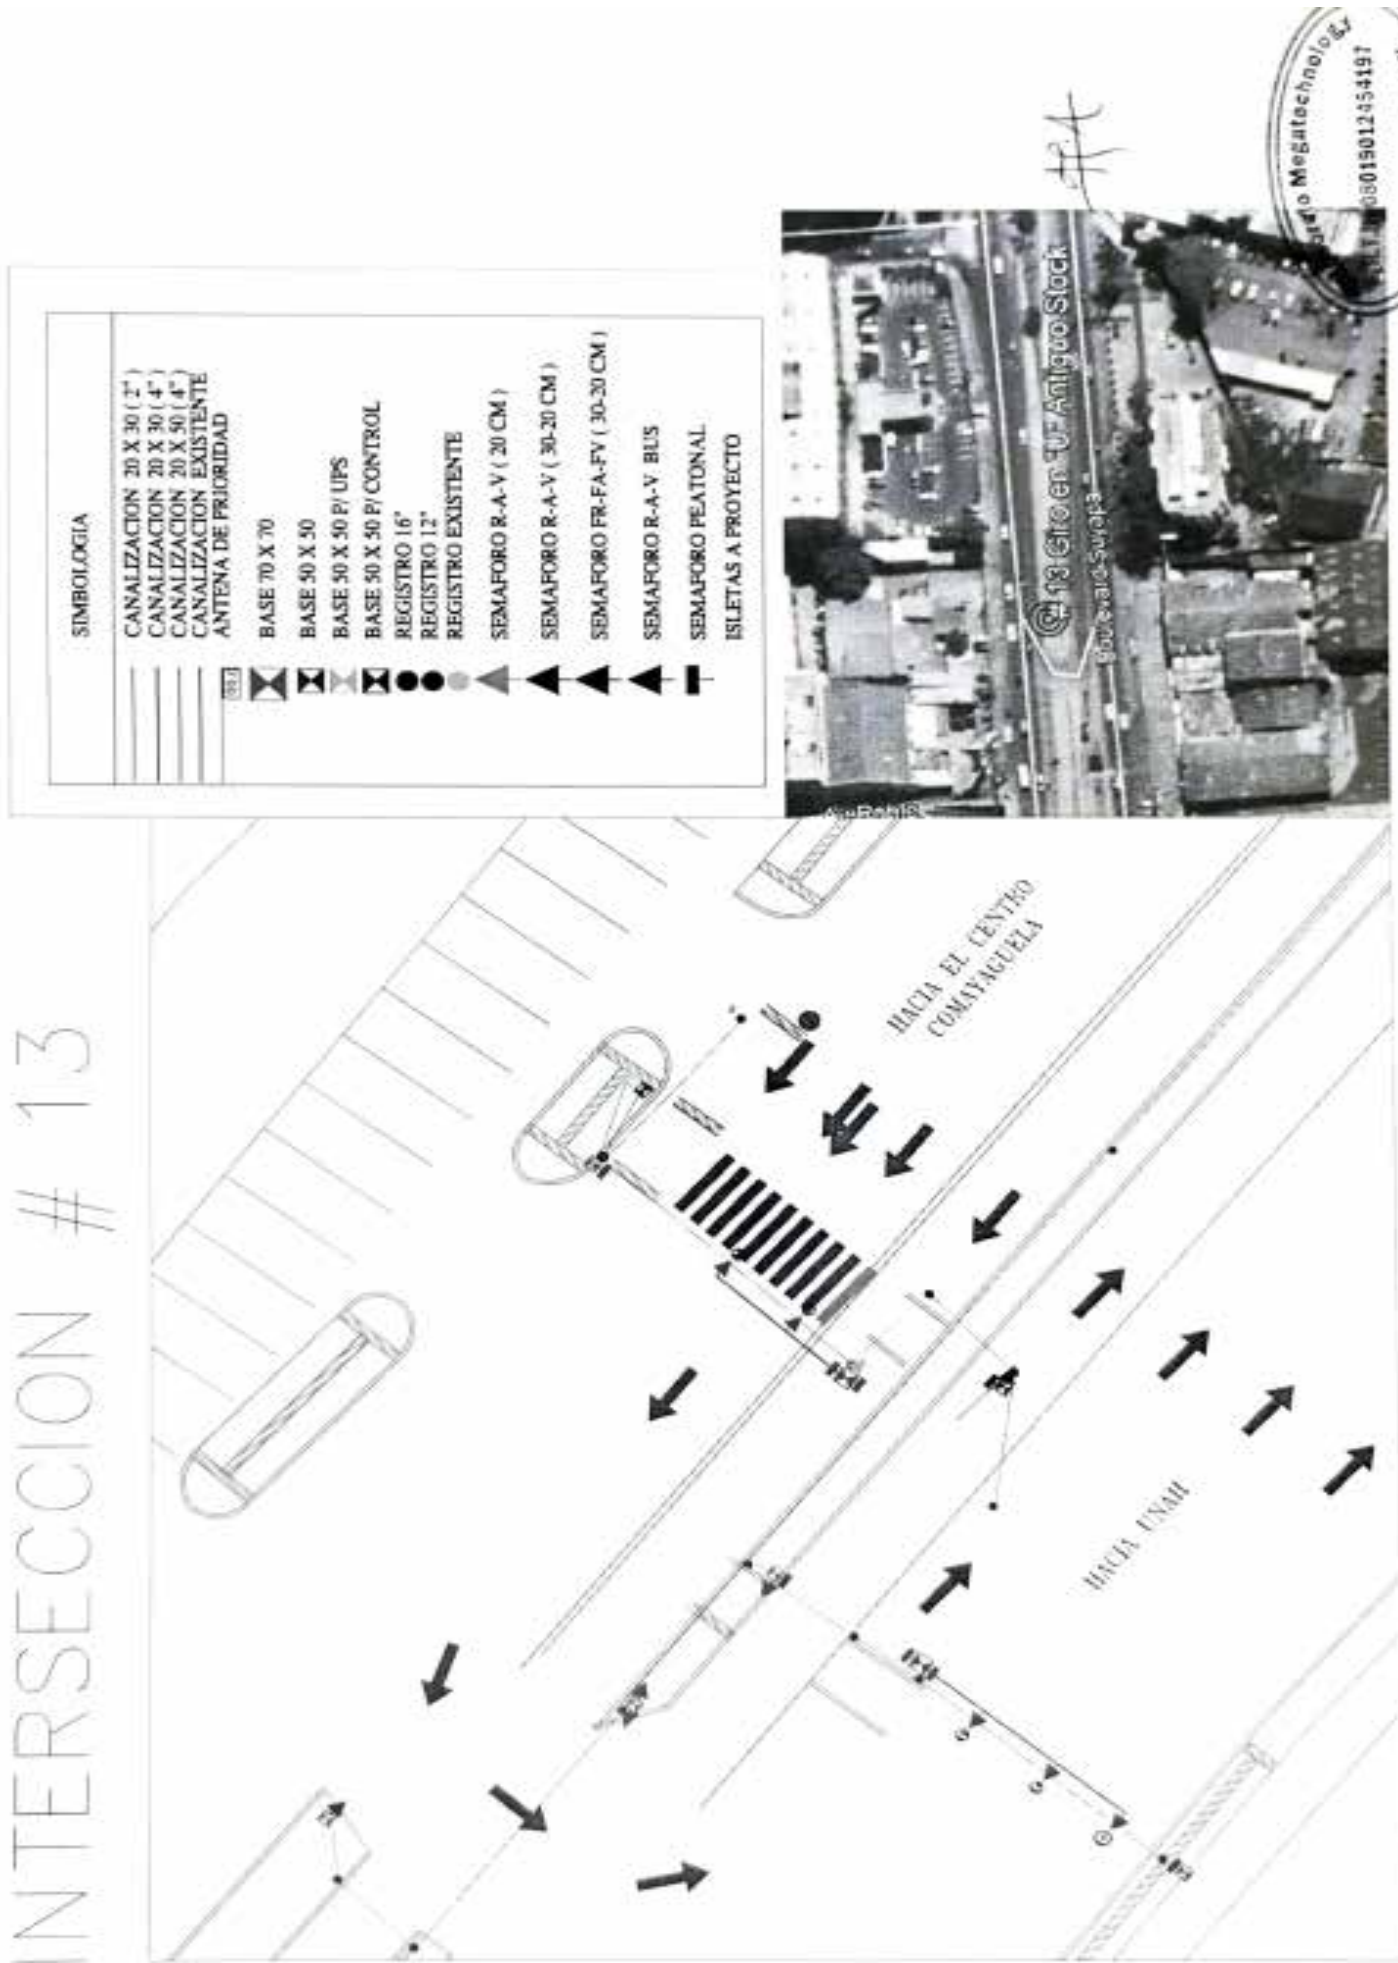 INTERSECCION # 13
SIMBOLOGIA
CANALIZACION 20 X 30 ( 2" )
CANALIZACION 20 X 30 ( 4" )
CANALIZACION 20 X 50 ( 4" )
CANALIZACION EXISTENTE
ANTENA DE PRIORIDAD
BASE 70 X 70
BASE 50 X 50
BASE 50 X 50 P/ UPS
BASE 50 X 50 P/ CONTROL
REGISTRO 16"
REGISTRO 12"
REGISTRO EXISTENTE
SEMAFORO R-A-V ( 20 CM )
SEMAFORO R-A-V ( 30-20 CM )
SEMAFORO FR-FA-FV ( 30-20 CM )
SEMAFORO R-A-V BUS
SEMAFORO PEATONAL
ISLETAS A PROYECTO
HACIA EL CENTRO
COMAYAGUELA
HACIA UNAH
#13 Giro en "U" Antiguo Stock
Boulevard Suyapa
Megatechnology
08019012454197